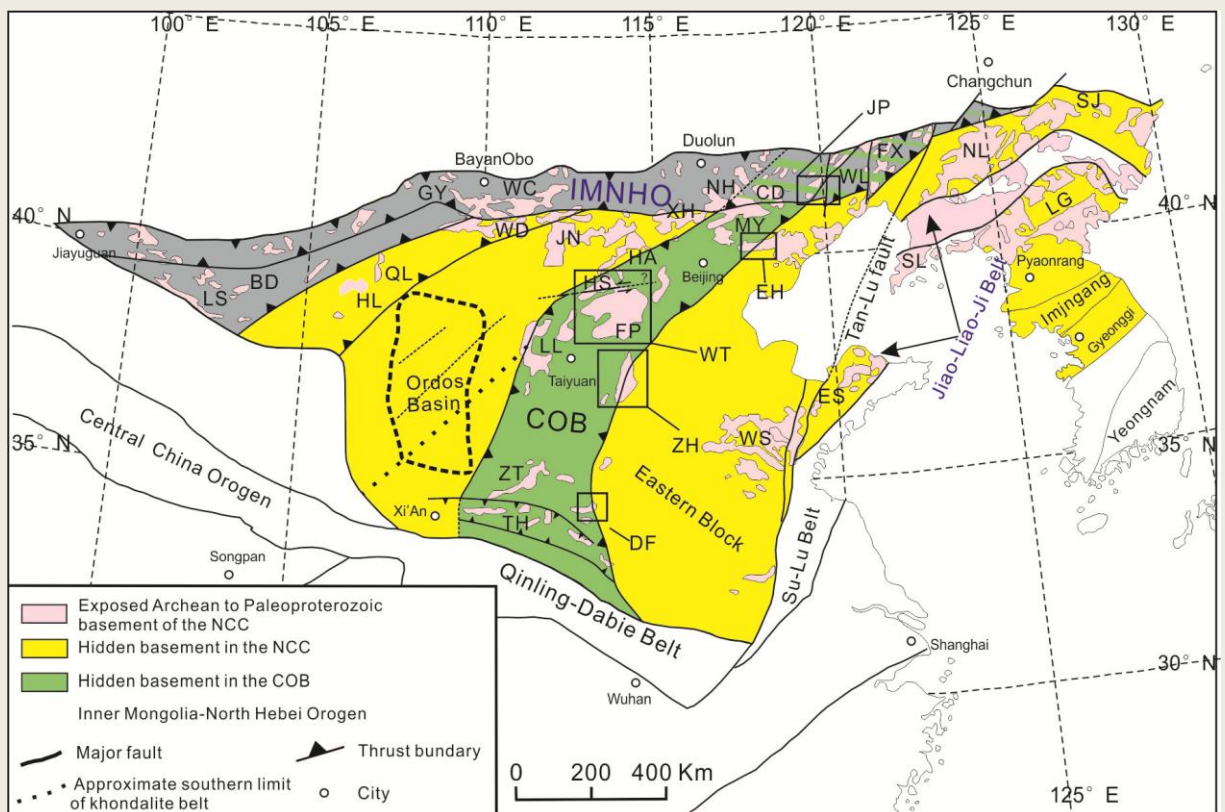 100° E
105° E
110° E
115° E
120° E
125° E
130° E
Changchun
SJ
JP
Duolun
NL
FX
BayanObo
WL
GY
WC
IMNHO
NH
CD
40° N
XH
LG
40° N
WD
MY
Jiayuguan
JN
HA
SL
Pyaonrang
QL
Beijing
BD
HS
EH
Tan-Lu fault
LS
HL
Imjingang
FP
Jiao-Liao-Ji Belt
Gyeonggi
LL
WT
Taiyuan
Ordos
Basin
ES
Yeongnam
COB
35° N
ZH
WS
35° N
Central China Orogen
ZT
Eastern Block
Xi'An
TH
DF
Songpan
Su-Lu Belt
Qinling-Dabie Belt
Shanghai
30° N
Wuhan
125° E
Exposed Archean to Paleoproterozoic
basement of the NCC
Hidden basement in the NCC
Hidden basement in the COB
Inner Mongolia-North Hebei Orogen
Major fault
Thrust bundary
Approximate southern limit
of khondalite belt
City
0 200 400 Km